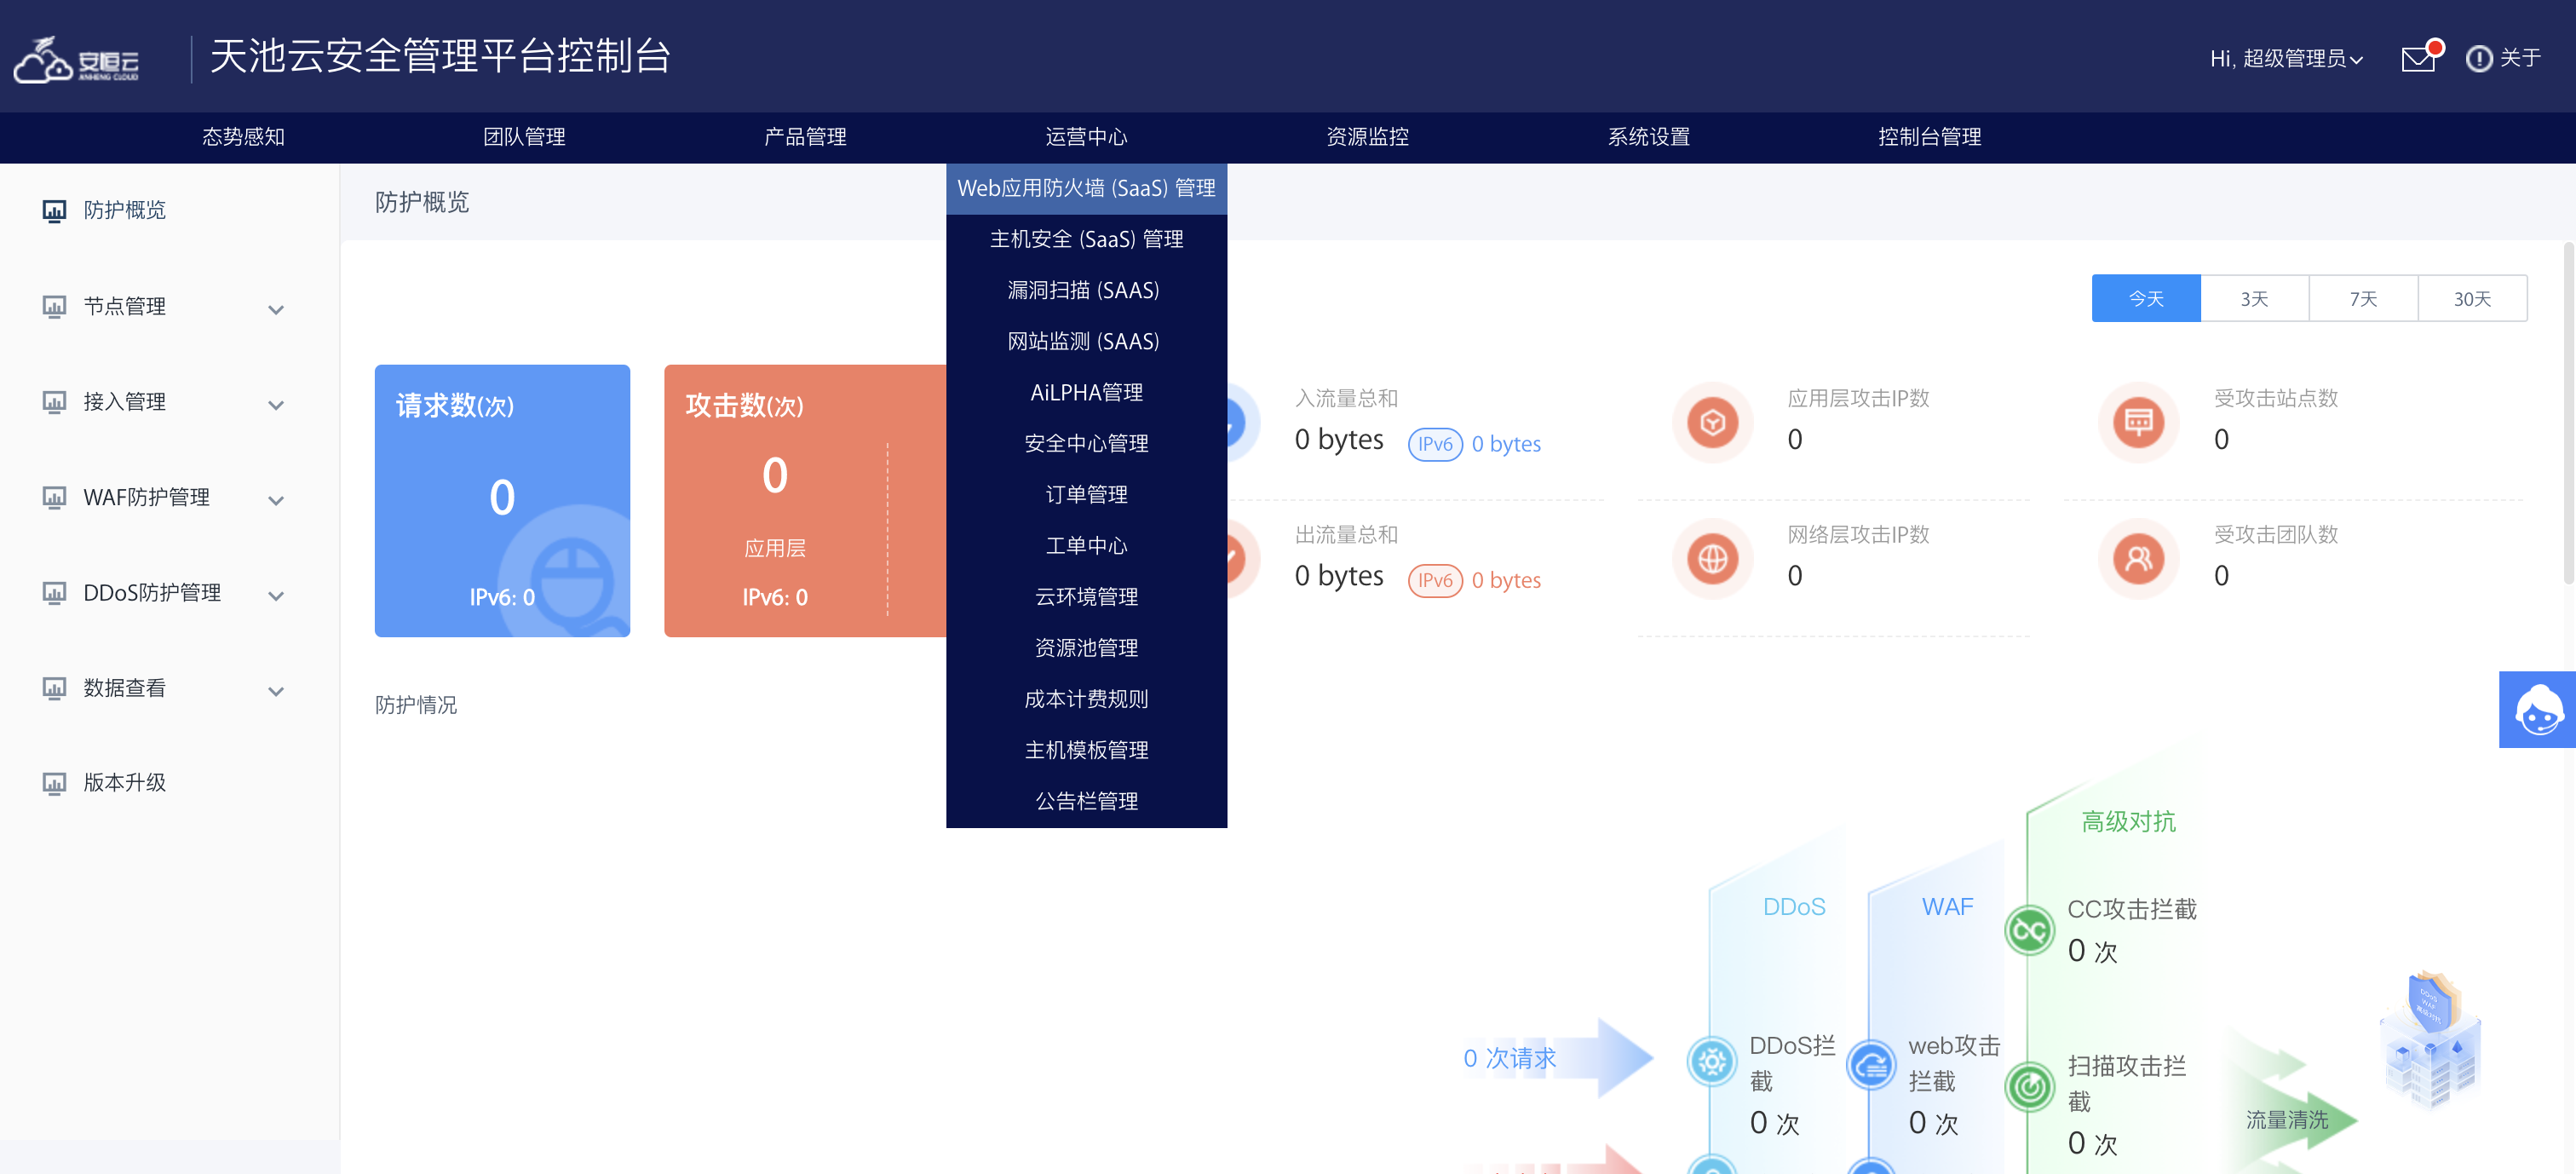 安恒云
ANHENG CLOUD
天池云安全管理平台控制台
Hi, 超级管理员
关于
态势感知
团队管理
产品管理
运营中心
资源监控
系统设置
控制台管理
防护概览
节点管理
接入管理
WAF防护管理
DDoS防护管理
数据查看
版本升级
防护概览
Web应用防火墙 (SaaS) 管理
主机安全 (SaaS) 管理
漏洞扫描 (SAAS)
网站监测 (SAAS)
AiLPHA管理
安全中心管理
订单管理
工单中心
云环境管理
资源池管理
成本计费规则
主机模板管理
公告栏管理
今天
3天
7天
30天
请求数(次)
0
IPv6: 0
攻击数(次)
0
应用层
IPv6: 0
入流量总和
0 bytes
IPv6 0 bytes
应用层攻击IP数
0
受攻击站点数
0
出流量总和
0 bytes
IPv6 0 bytes
网络层攻击IP数
0
受攻击团队数
0
防护情况
0 次请求
DDoS
DDoS拦
截
0 次
WAF
web攻击
拦截
0 次
高级对抗
CC攻击拦截
0 次
扫描攻击拦
截
0 次
流量清洗
DDoS
WAF